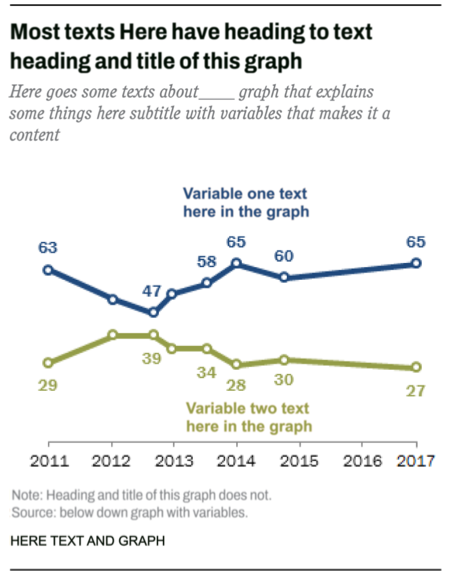 Most texts Here have heading to text
heading and title of this graph
Here goes some texts about____ graph that explains
some things here subtitle with variables that makes it a
content
Variable one text
here in the graph
63
47
58
65
60
65
29
39
34
28
30
27
Variable two text
here in the graph
2011 2012 2013 2014 2015 2016 2017
Note: Heading and title of this graph does not.
Source: below down graph with variables.
HERE TEXT AND GRAPH